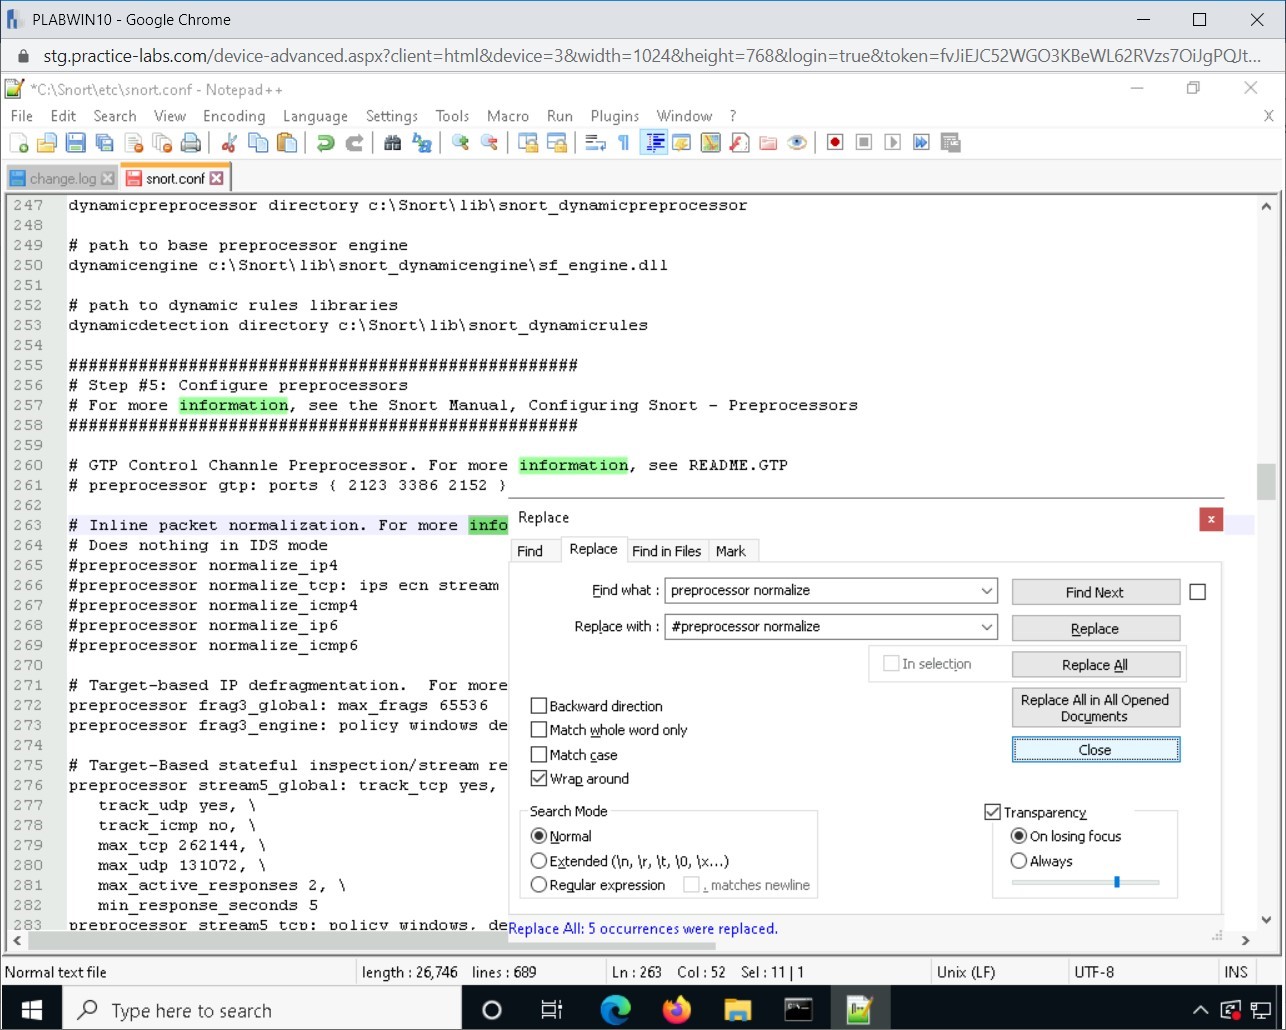 PLABWIN10 - Google Chrome
stg.practice-labs.com/device-advanced.aspx?client=html&device=3&width=1024&height=768&login=true&token=fvJiEJC52WGO3KBeWL62RVzs7OiJgPQJt...
*C:\Snort\etc\snort.conf - Notepad++
File Edit Search View Encoding Language Settings Tools Macro Run Plugins Window ? X
change.log snort.conf
247 dynamicpreprocessor directory c:\Snort\lib\snort_dynamicpreprocessor
248
249 # path to base preprocessor engine
250 dynamicengine c:\Snort\lib\snort_dynamicengine\sf_engine.dll
251
252 # path to dynamic rules libraries
253 dynamicdetection directory c:\Snort\lib\snort_dynamicrules
254
255 ###################################################
256 # Step #5: Configure preprocessors
257 # For more information, see the Snort Manual, Configuring Snort - Preprocessors
258 ###################################################
259
260 # GTP Control Channle Preprocessor. For more information, see README.GTP
261 # preprocessor gtp: ports { 2123 3386 2152 }
262
263 # Inline packet normalization. For more info
264 # Does nothing in IDS mode
265 #preprocessor normalize_ip4
266 #preprocessor normalize_tcp: ips ecn stream
267 #preprocessor normalize_icmp4
268 #preprocessor normalize_ip6
269 #preprocessor normalize_icmp6
270
271 # Target-based IP defragmentation.  For more
272 preprocessor frag3_global: max_frags 65536
273 preprocessor frag3_engine: policy windows de
274
275 # Target-Based stateful inspection/stream re
276 preprocessor stream5_global: track_tcp yes,
277 track_udp yes, \
278 track_icmp no, \
279 max_tcp 262144, \
280 max_udp 131072, \
281 max_active_responses 2, \
282 min_response_seconds 5
283 preprocessor stream5_tcp: policy windows, de
Replace
x
Find Replace Find in Files Mark
Find what : preprocessor normalize Find Next
Replace with : #preprocessor normalize Replace
In selection Replace All
Replace All in All Opened
Documents
Close
Backward direction
Match whole word only
Match case
Wrap around
Search Mode
Normal
Extended (\n, \r, \t, \0, \x...)
Regular expression . matches newline
Transparency
On losing focus
Always
Replace All: 5 occurrences were replaced.
Normal text file length : 26,746 lines : 689 Ln : 263 Col : 52 Sel : 11 | 1 Unix (LF) UTF-8 INS
Type here to search